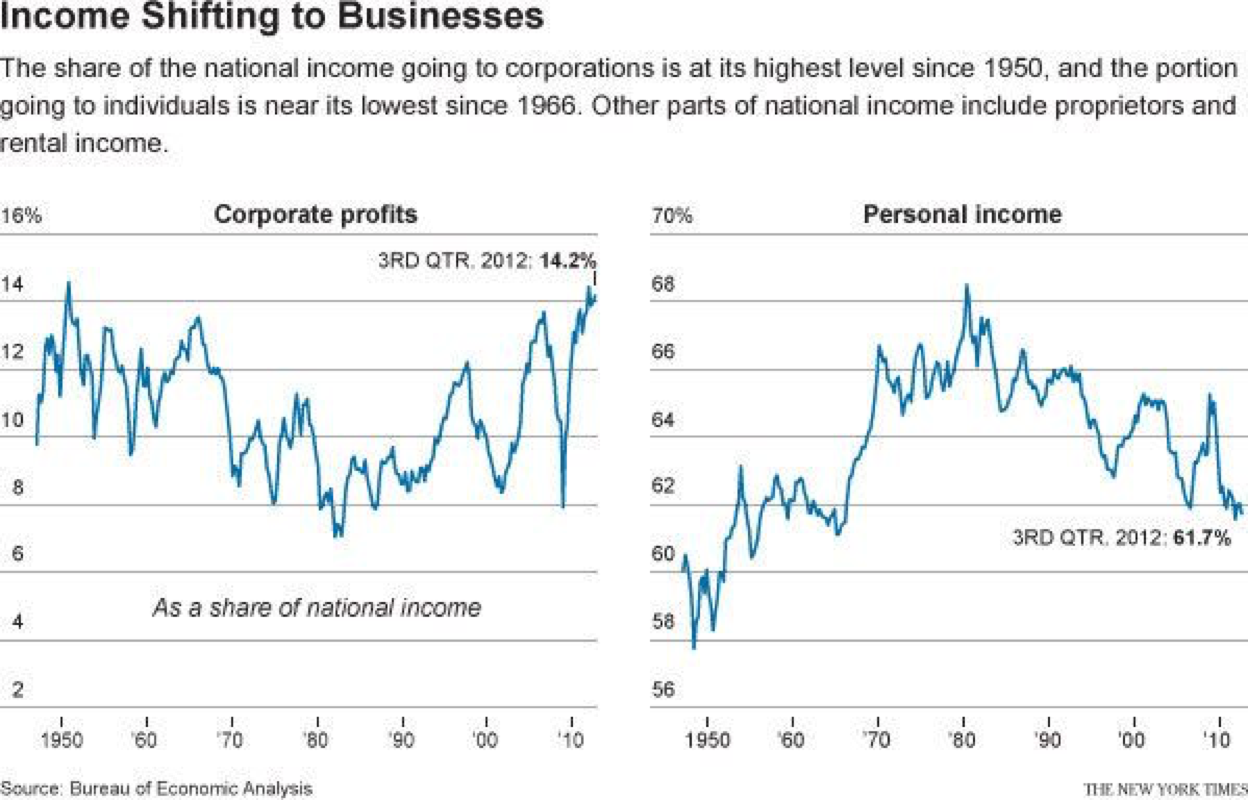 Income Shifting to Businesses
The share of the national income going to corporations is at its highest level since 1950, and the portion
going to individuals is near its lowest since 1966. Other parts of national income include proprietors and
rental income.
16%
Corporate profits
3RD QTR. 2012: 14.2%
14
12
10
8
6
As a share of national income
4
2
1950 '60 '70 '80 '90 '00 '10
70%
Personal income
68
66
64
62
3RD QTR. 2012: 61.7%
60
58
56
1950 '60 '70 '80 '90 '00 '10
Source: Bureau of Economic Analysis
THE NEW YORK TIMES